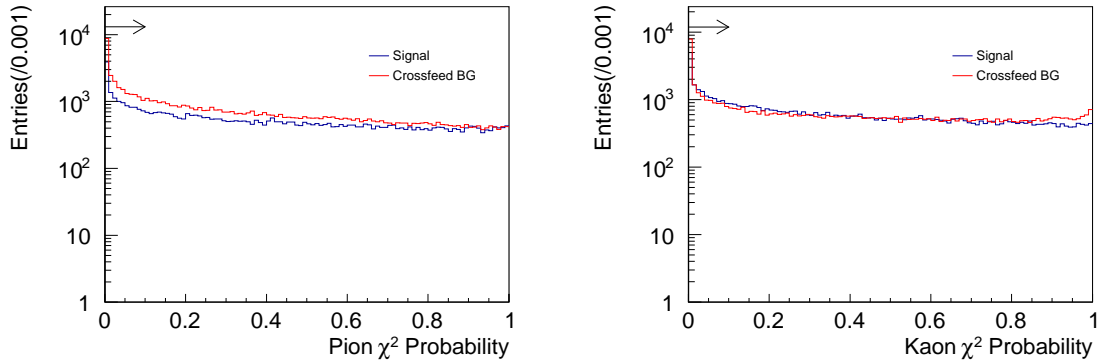 Entries(/0.001)
10⁴
10³
10²
10
1
Signal
Crossfeed BG
0 0.2 0.4 0.6 0.8 1
Pion χ² Probability
Entries(/0.001)
10⁴
10³
10²
10
1
Signal
Crossfeed BG
0 0.2 0.4 0.6 0.8 1
Kaon χ² Probability